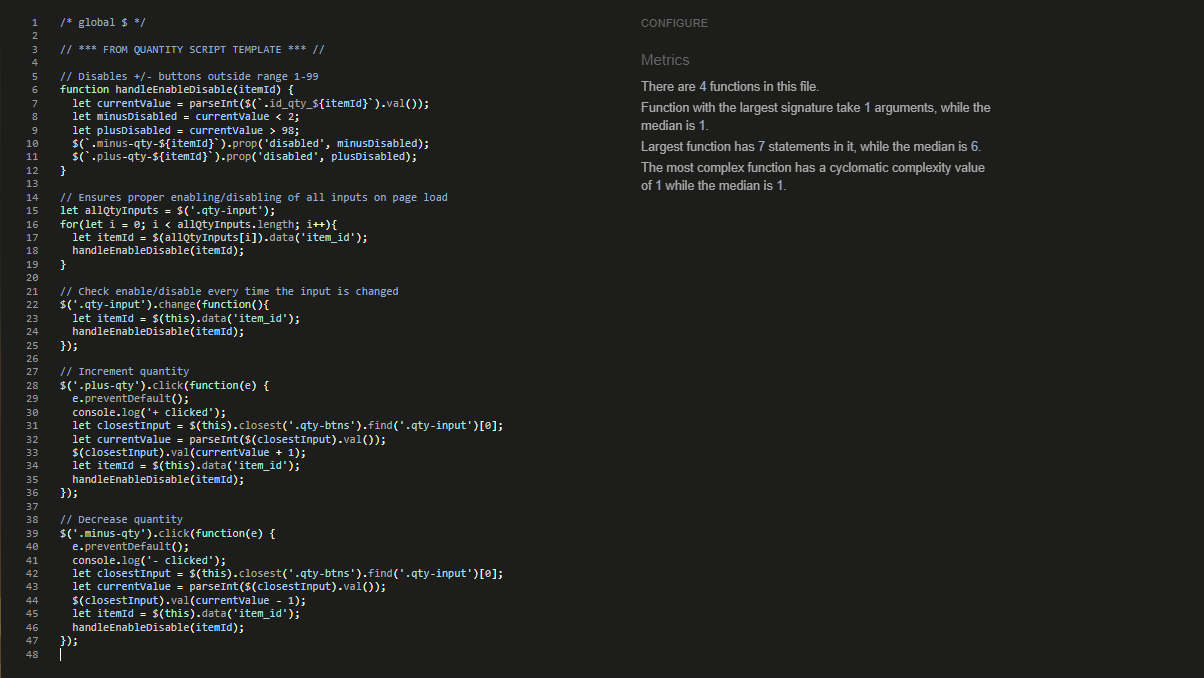 1 /* global $ */
2
3 // *** FROM QUANTITY SCRIPT TEMPLATE *** //
4
5 // Disables +/- buttons outside range 1-99
6 function handleEnableDisable(itemId) {
7 let currentValue = parseInt($(`.id_qty_${itemId}`).val());
8 let minusDisabled = currentValue < 2;
9 let plusDisabled = currentValue > 98;
10 $(`.minus-qty-${itemId}`).prop('disabled', minusDisabled);
11 $(`.plus-qty-${itemId}`).prop('disabled', plusDisabled);
12 }
13
14 // Ensures proper enabling/disabling of all inputs on page load
15 let allQtyInputs = $('.qty-input');
16 for(let i = 0; i < allQtyInputs.length; i++){
17 let itemId = $(allQtyInputs[i]).data('item_id');
18 handleEnableDisable(itemId);
19 }
20
21 // Check enable/disable every time the input is changed
22 $('.qty-input').change(function(){
23 let itemId = $(this).data('item_id');
24 handleEnableDisable(itemId);
25 });
26
27 // Increment quantity
28 $('.plus-qty').click(function(e) {
29 e.preventDefault();
30 console.log('+ clicked');
31 let closestInput = $(this).closest('.qty-btns').find('.qty-input')[0];
32 let currentValue = parseInt($(closestInput).val());
33 $(closestInput).val(currentValue + 1);
34 let itemId = $(this).data('item_id');
35 handleEnableDisable(itemId);
36 });
37
38 // Decrease quantity
39 $('.minus-qty').click(function(e) {
40 e.preventDefault();
41 console.log('- clicked');
42 let closestInput = $(this).closest('.qty-btns').find('.qty-input')[0];
43 let currentValue = parseInt($(closestInput).val());
44 $(closestInput).val(currentValue - 1);
45 let itemId = $(this).data('item_id');
46 handleEnableDisable(itemId);
47 });
48
CONFIGURE
Metrics
There are 4 functions in this file.
Function with the largest signature take 1 arguments, while the
median is 1.
Largest function has 7 statements in it, while the median is 6.
The most complex function has a cyclomatic complexity value
of 1 while the median is 1.